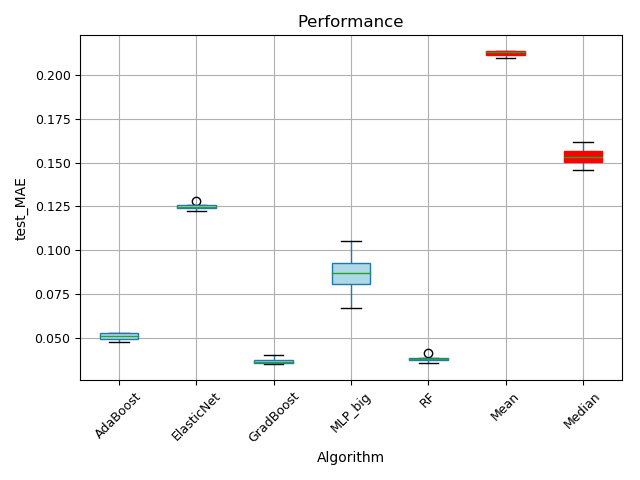 Performance
test_MAE
0.200
0.175
0.150
0.125
0.100
0.075
0.050
AdaBoost
ElasticNet
GradBoost
MLP_big
RF
Mean
Median
Algorithm